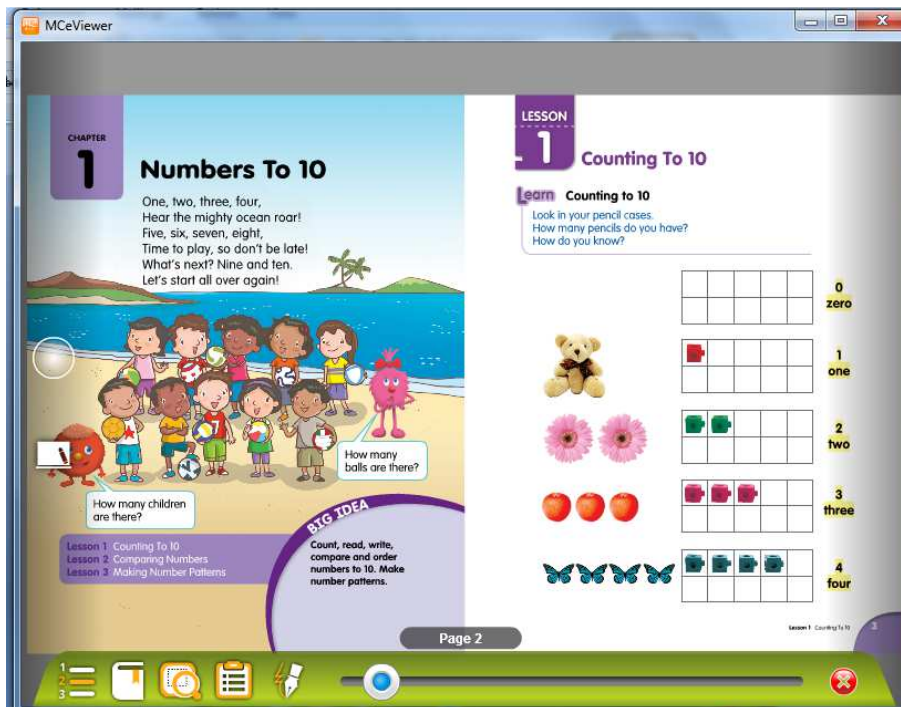 MCeViewer
CHAPTER
1
Numbers To 10
One, two, three, four,
Hear the mighty ocean roar!
Five, six, seven, eight,
Time to play, so don't be late!
What's next? Nine and ten.
Let's start all over again!
How many
balls are there?
How many children
are there?
Lesson 1 Counting To 10
Lesson 2 Comparing Numbers
Lesson 3 Making Number Patterns
BIG IDEA
Count, read, write,
compare and order
numbers to 10. Make
number patterns.
LESSON
1
Counting To 10
Learn Counting to 10
Look in your pencil cases.
How many pencils do you have?
How do you know?
0
zero
1
one
2
two
3
three
4
four
Lesson 1 Counting To 10
3
Page 2
1
2
3